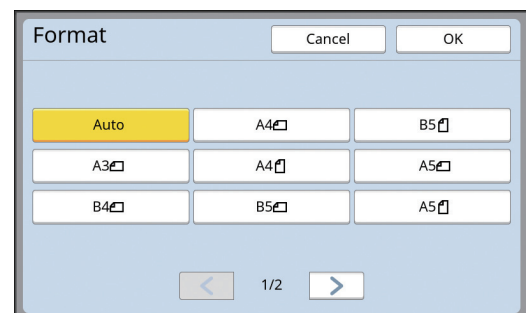 Format Cancel OK
Auto A4 B5
A3 A4 A5
B4 B5 A5
1/2